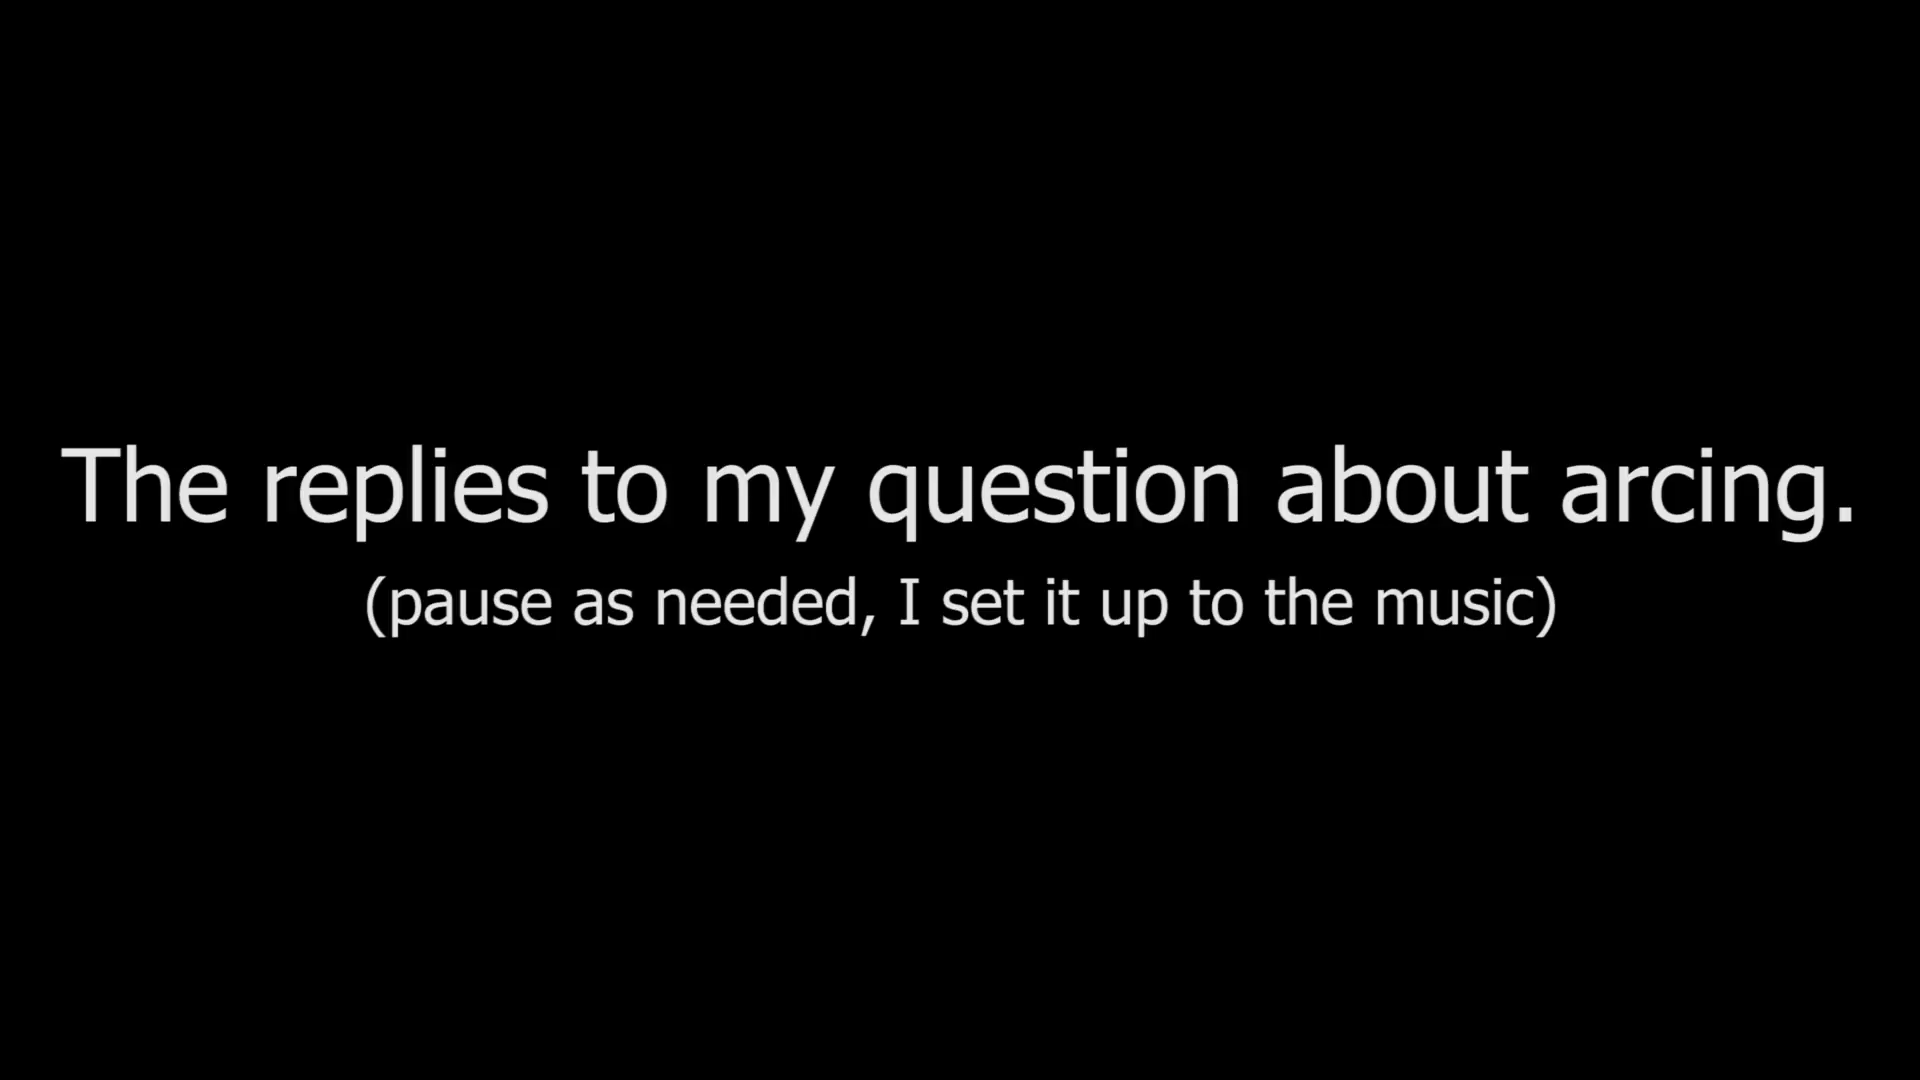 The replies to my question about arcing.
(pause as needed, I set it up to the music)